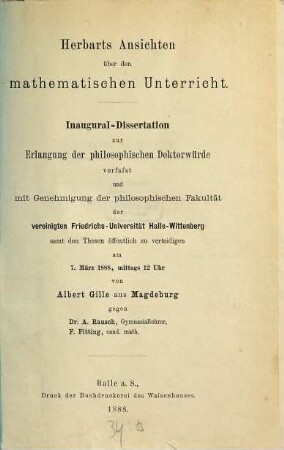 Herbarts Ansichten
über den
mathematischen Unterricht.
Inaugural-Dissertation
zur
Erlangung der philosophischen Doktorwürde
verfafst
und
mit Genehmigung der philosophischen Fakultät
der
vereinigten Friedrichs-Universität Halle-Wittenberg
samt den Thesen öffentlich zu verteidigen
am
7. März 1888, mittags 12 Uhr
von
Albert Gille aus Magdeburg
gegen
Dr. A. Rausch, Gymnasiallehrer,
F. Fitting, cand. math.
Halle a. S.,
Druck der Buchdruckerei des Waisenhauses.
1888.